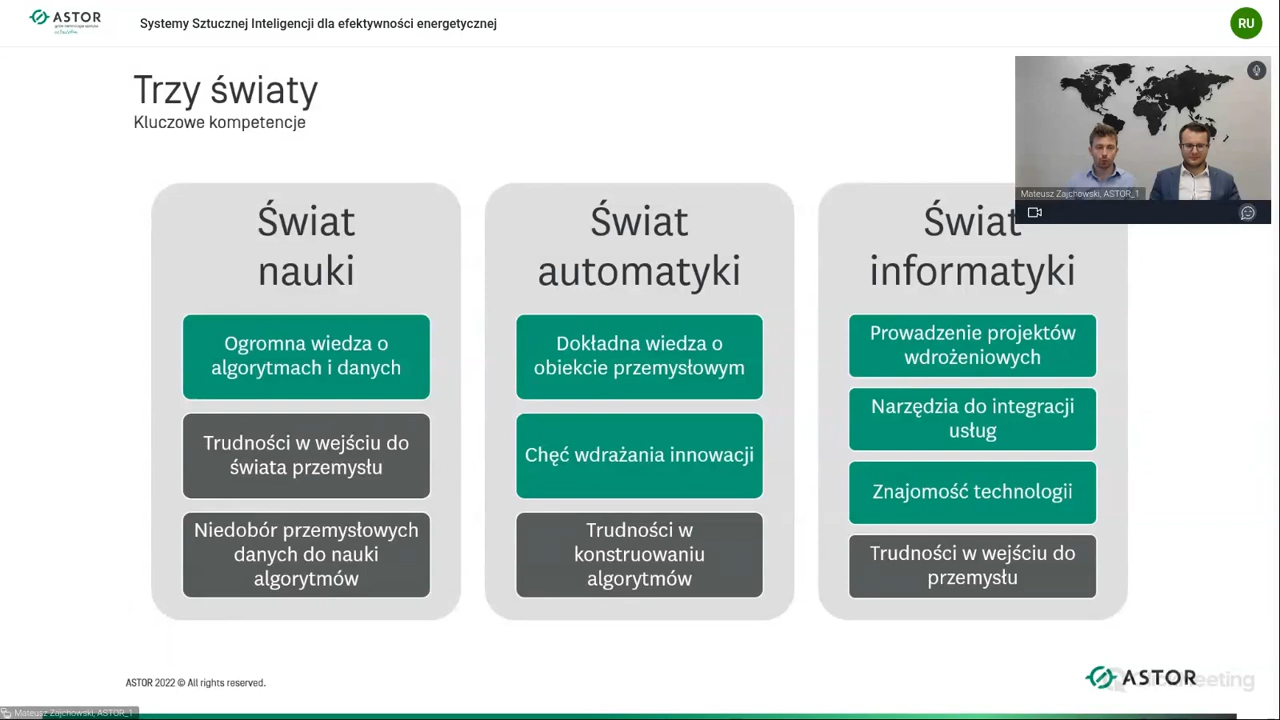 ASTOR
Systemy Sztucznej Inteligencji dla efektywności energetycznej
RU
Trzy światy
Kluczowe kompetencje
Mateusz Zajchowski, ASTOR_1
Świat
nauki
Ogromna wiedza o
algorytmach i danych
Trudności w wejściu do
świata przemysłu
Niedobór przemysłowych
danych do nauki
algorytmów
Świat
automatyki
Dokładna wiedza o
obiekcie przemysłowym
Chęć wdrażania innowacji
Trudności w
konstruowaniu
algorytmów
Świat
informatyki
Prowadzenie projektów
wdrożeniowych
Narzędzia do integracji
usług
Znajomość technologii
Trudności w wejściu do
przemysłu
ASTOR 2022 © All rights reserved.
ASTOR
Mateusz Zajchowski, ASTOR_1